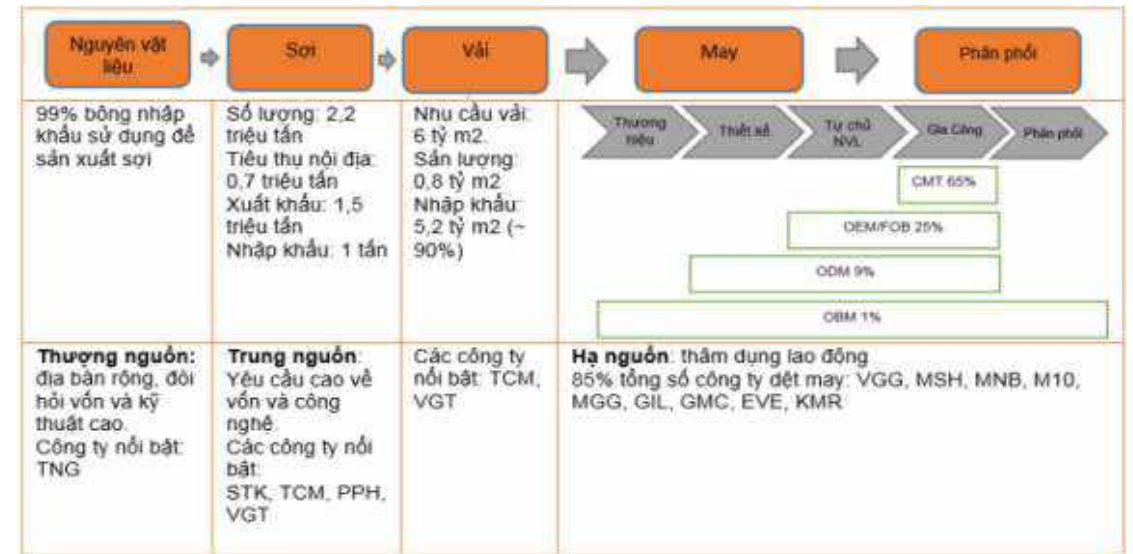 Nguyên vật
liệu
Sợi
Vải
May
Phân phối
99% bông nhập
khẩu sử dụng để
sản xuất sợi
Số lượng: 2,2
triệu tấn
Tiêu thụ nội địa:
0,7 triệu tấn
Xuất khẩu: 1,5
triệu tấn
Nhập khẩu: 1 tấn
Nhu cầu vải:
6 tỷ m2.
Sản lượng:
0,8 tỷ m2
Nhập khẩu:
5,2 tỷ m2 (~
90%)
Thương
hiệu
Thiết kế
Tự chủ
NVL
Gia Công
Phân phối
CMT 65%
OEM/FOB 25%
ODM 9%
OBM 1%
Thượng nguồn:
địa bàn rộng, đòi
hỏi vốn và kỹ
thuật cao.
Công ty nổi bật:
TNG
Trung nguồn:
Yêu cầu cao về
vốn và công
nghệ.
Các công ty nổi
bật:
STK, TCM, PPH,
VGT
Các công ty
nổi bật: TCM,
VGT
Hạ nguồn: thâm dụng lao động
85% tổng số công ty dệt may: VGG, MSH, MNB, M10,
MGG, GIL, GMC, EVE, KMR